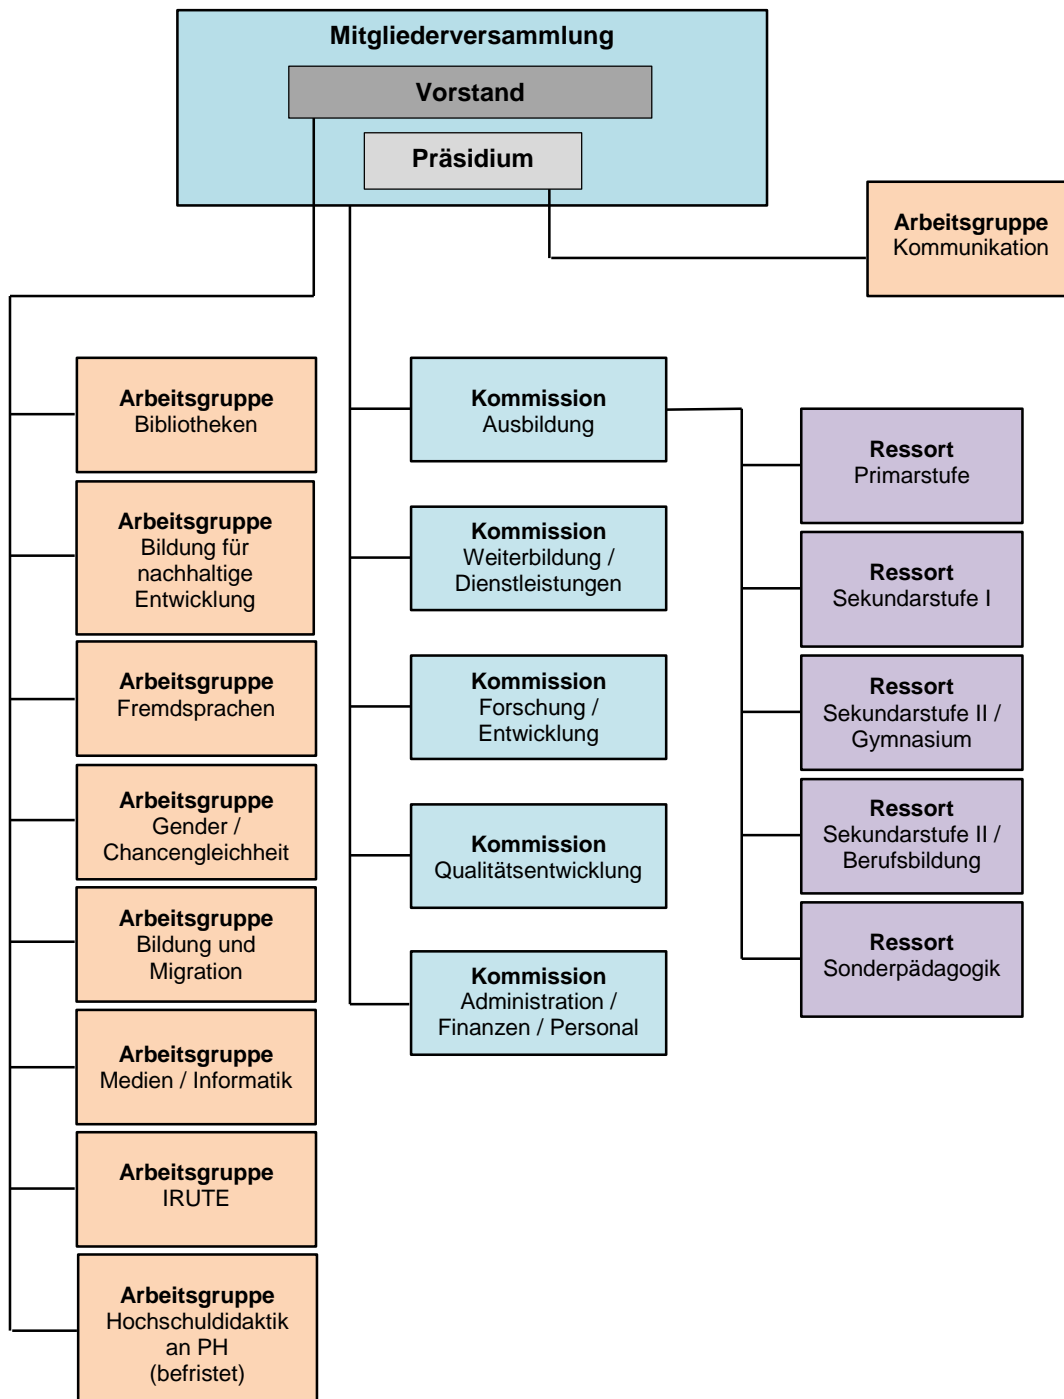 Mitgliederversammlung
Vorstand
Präsidium
Arbeitsgruppe
Kommunikation
Arbeitsgruppe
Bibliotheken
Arbeitsgruppe
Bildung für
nachhaltige
Entwicklung
Arbeitsgruppe
Fremdsprachen
Arbeitsgruppe
Gender /
Chancengleichheit
Arbeitsgruppe
Bildung und
Migration
Arbeitsgruppe
Medien / Informatik
Arbeitsgruppe
IRUTE
Arbeitsgruppe
Hochschuldidaktik
an PH
(befristet)
Kommission
Ausbildung
Kommission
Weiterbildung /
Dienstleistungen
Kommission
Forschung /
Entwicklung
Kommission
Qualitätsentwicklung
Kommission
Administration /
Finanzen / Personal
Ressort
Primarstufe
Ressort
Sekundarstufe I
Ressort
Sekundarstufe II /
Gymnasium
Ressort
Sekundarstufe II /
Berufsbildung
Ressort
Sonderpädagogik